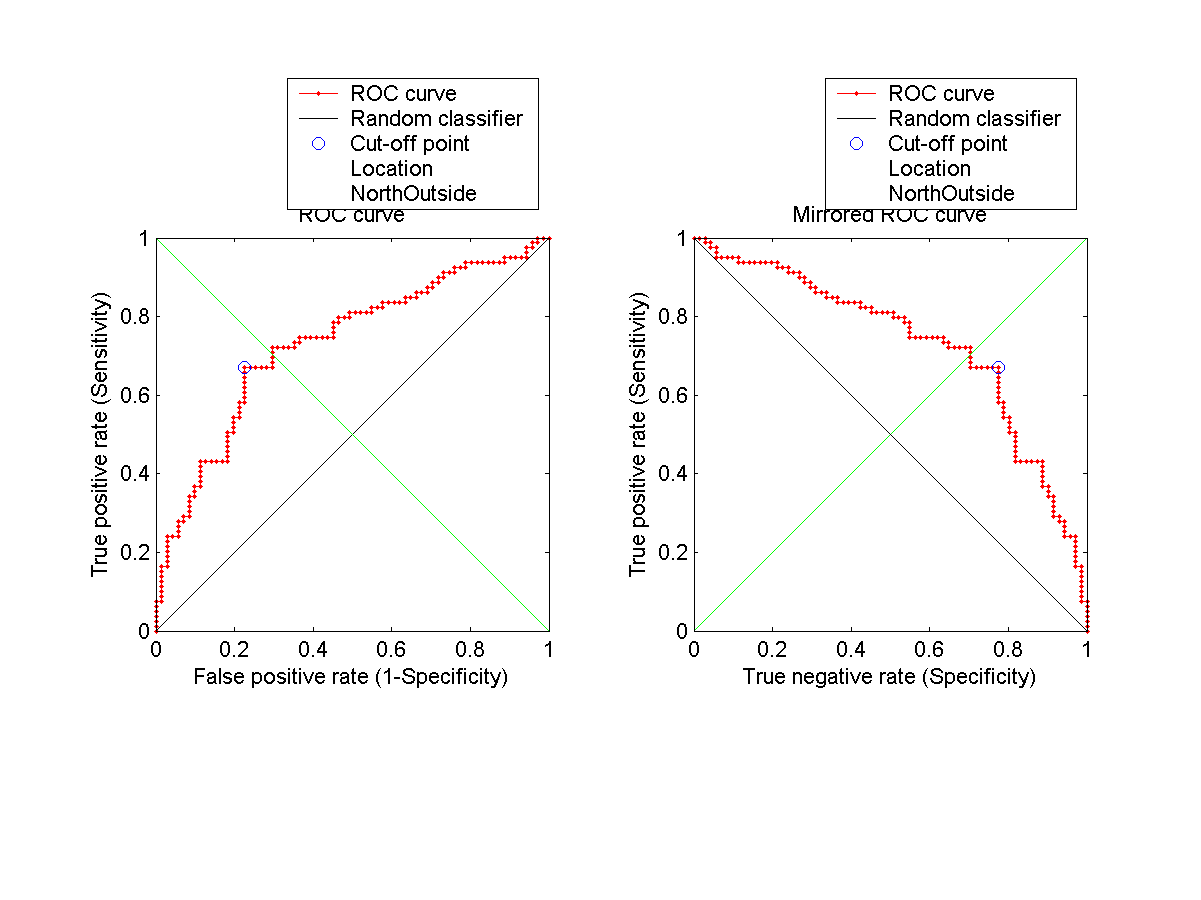 ROC curve
Random classifier
Cut-off point
Location
NorthOutside
ROC curve
1
0.8
0.6
0.4
0.2
0
True positive rate (Sensitivity)
0 0.2 0.4 0.6 0.8 1
False positive rate (1-Specificity)
ROC curve
Random classifier
Cut-off point
Location
NorthOutside
Mirrored ROC curve
1
0.8
0.6
0.4
0.2
0
True positive rate (Sensitivity)
0 0.2 0.4 0.6 0.8 1
True negative rate (Specificity)